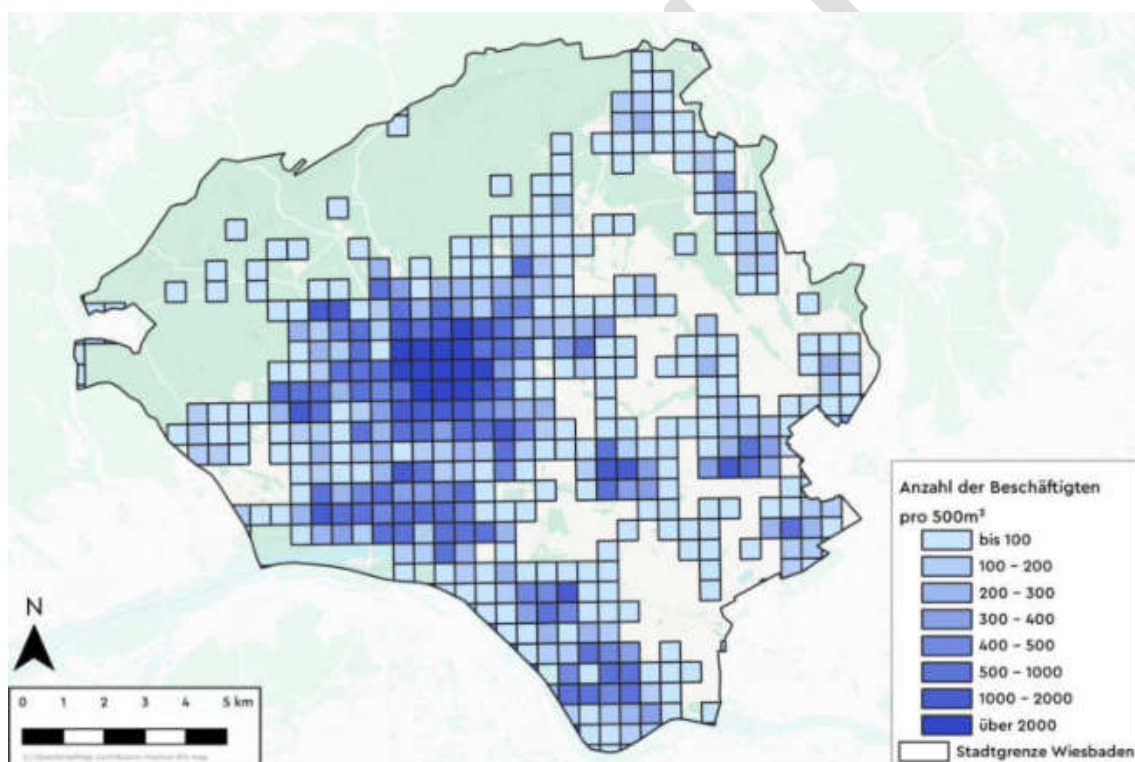 Anzahl der Beschäftigten
pro 500m²
bis 100
100 – 200
200 – 300
300 – 400
400 – 500
500 – 1000
1000 – 2000
über 2000
Stadtgrenze Wiesbaden
N
0 1 2 3 4 5 km